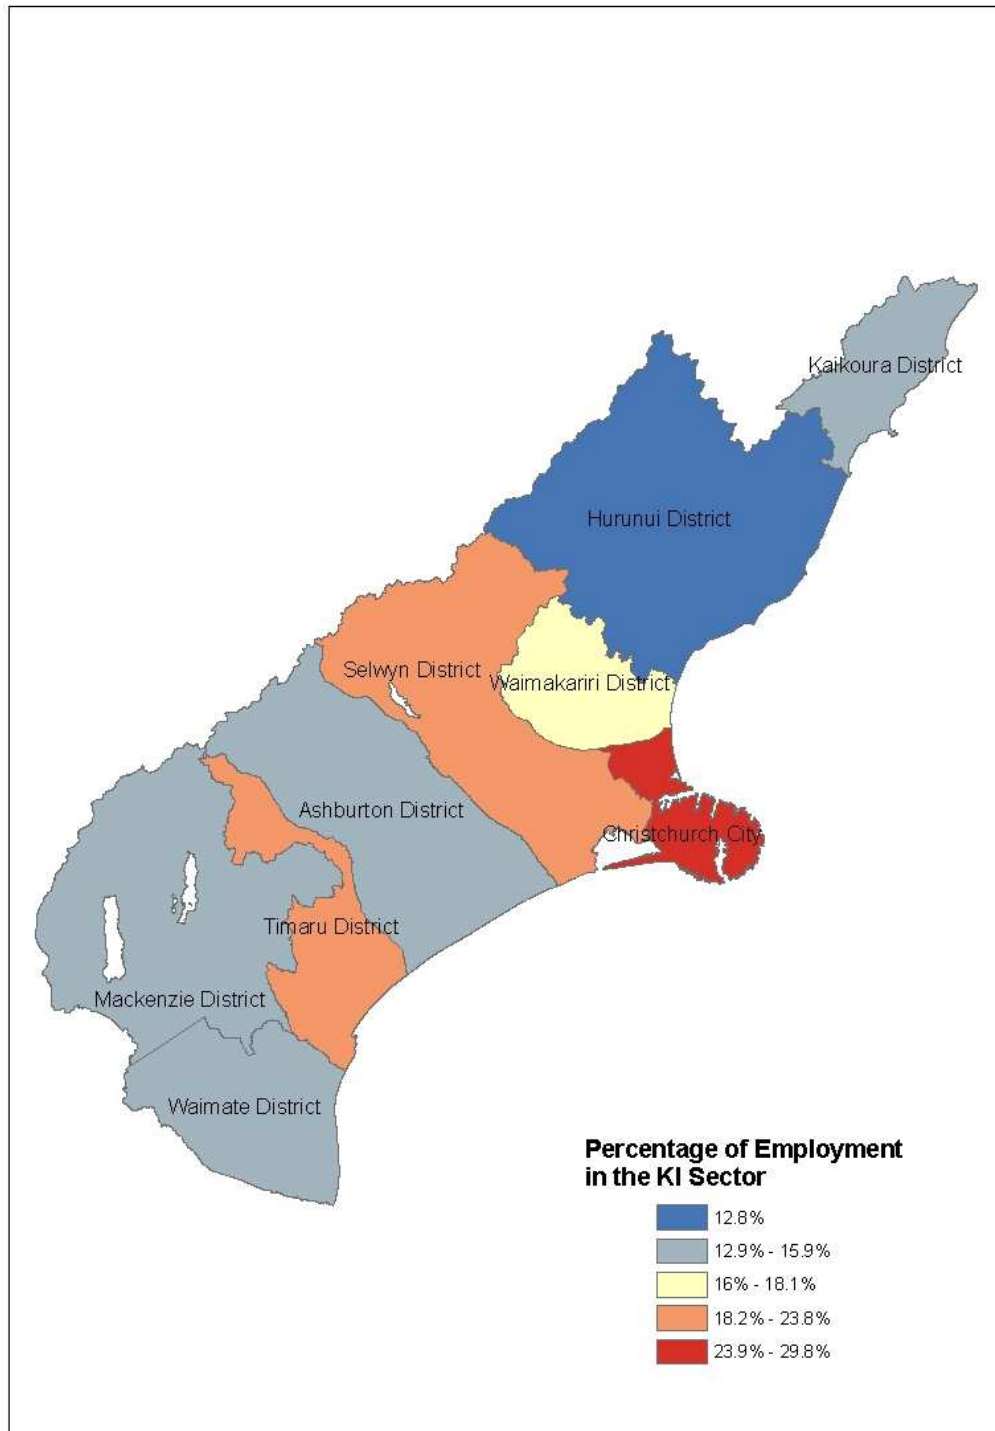 Kaikoura District
Hurunui District
Selwyn District
Waimakariri District
Ashburton District
Christchurch City
Timaru District
Mackenzie District
Waimate District
Percentage of Employment
in the KI Sector
12.8%
12.9% - 15.9%
16% - 18.1%
18.2% - 23.8%
23.9% - 29.8%